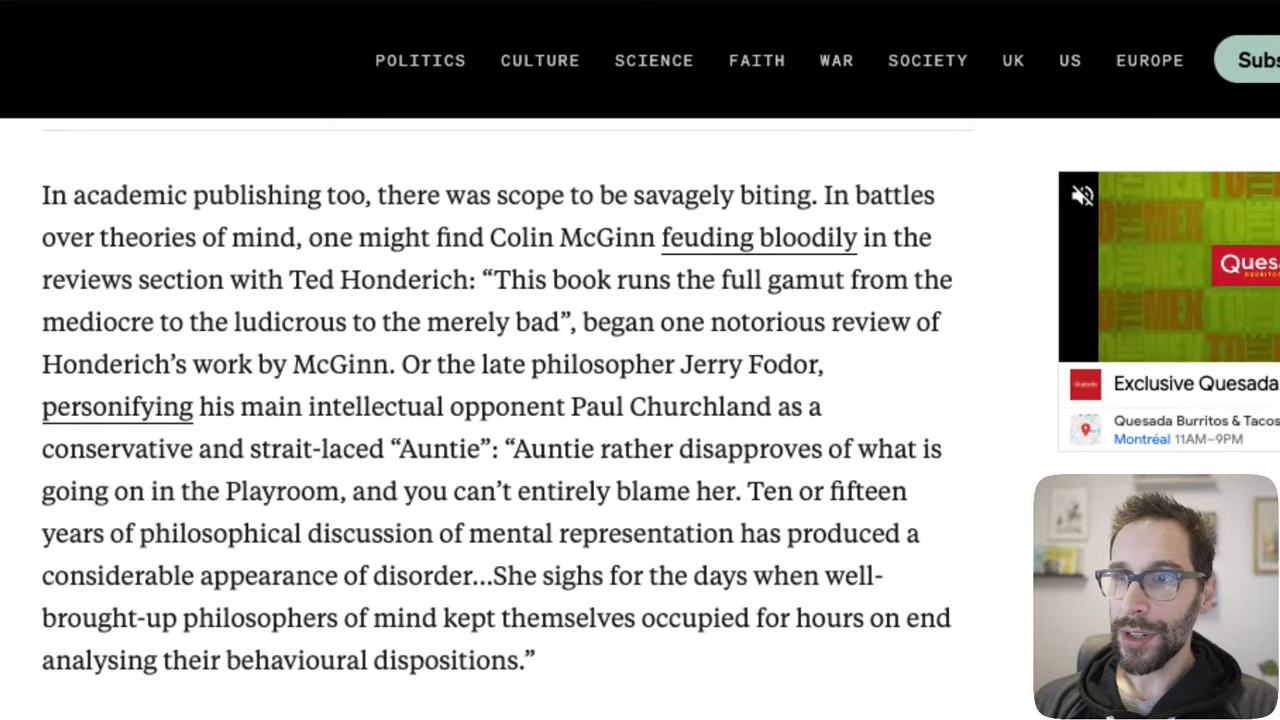 POLITICS CULTURE SCIENCE FAITH WAR SOCIETY UK US EUROPE Subs
In academic publishing too, there was scope to be savagely biting. In battles
over theories of mind, one might find Colin McGinn feuding bloodily in the
reviews section with Ted Honderich: “This book runs the full gamut from the
mediocre to the ludicrous to the merely bad”, began one notorious review of
Honderich’s work by McGinn. Or the late philosopher Jerry Fodor,
personifying his main intellectual opponent Paul Churchland as a
conservative and strait-laced “Auntie”: “Auntie rather disapproves of what is
going on in the Playroom, and you can’t entirely blame her. Ten or fifteen
years of philosophical discussion of mental representation has produced a
considerable appearance of disorder...She sighs for the days when well-
brought-up philosophers of mind kept themselves occupied for hours on end
analysing their behavioural dispositions.”
Ques
Exclusive Quesada
Quesada Burritos & Tacos
Montréal 11AM–9PM